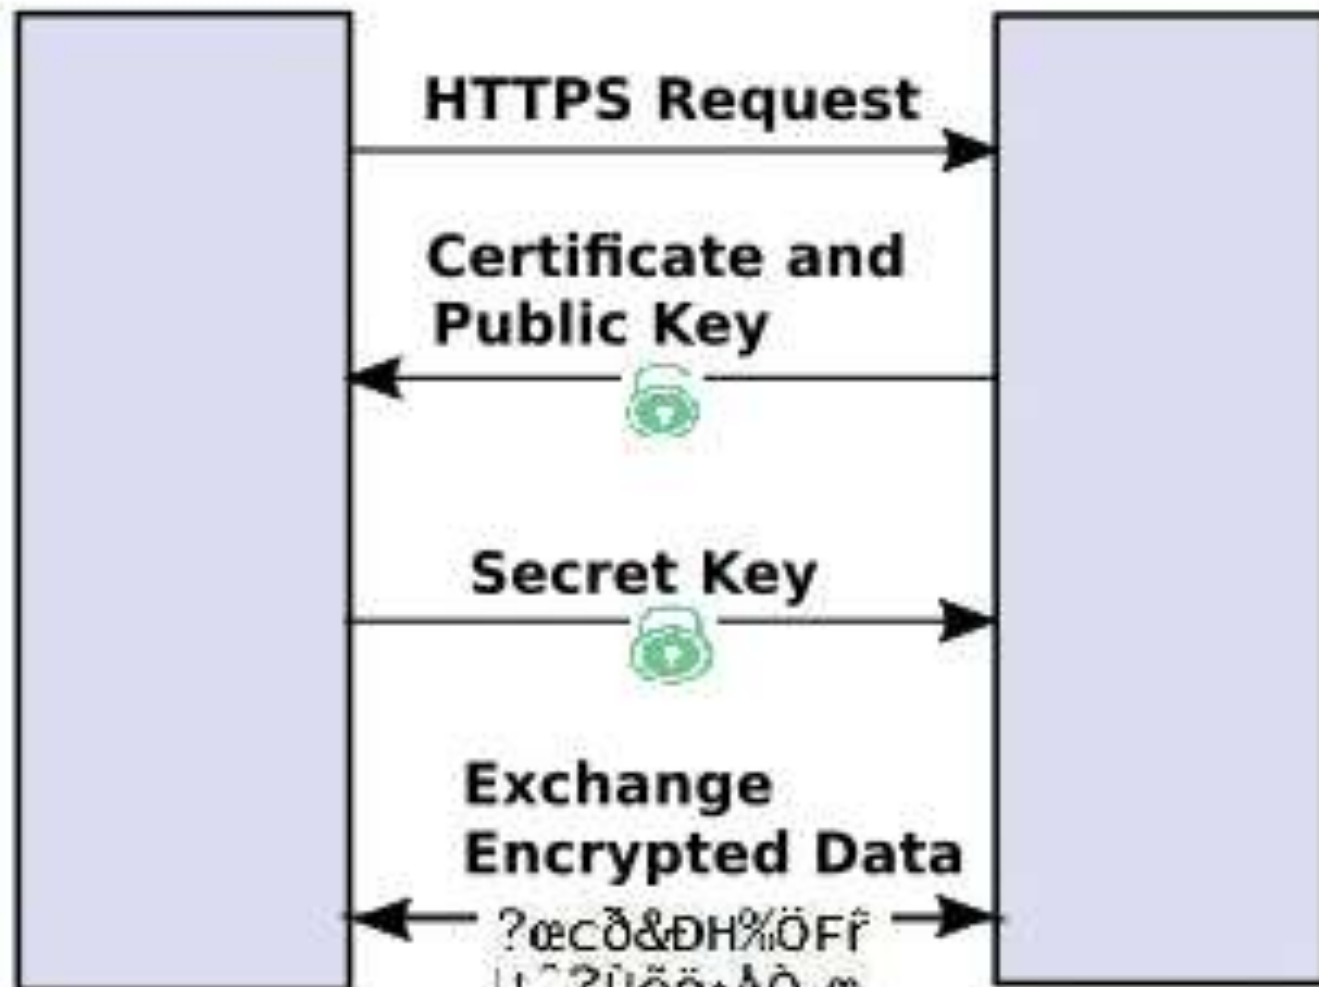 HTTPS Request
Certificate and
Public Key
Secret Key
Exchange
Encrypted Data
?œcð&ÐH‰ÖFř